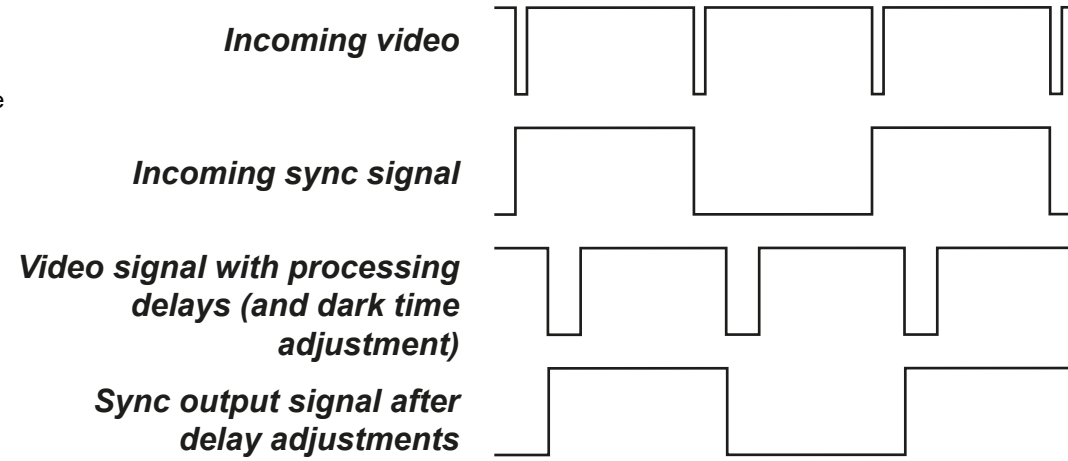 Incoming video
e
Incoming sync signal
Video signal with processing
delays (and dark time
adjustment)
Sync output signal after
delay adjustments